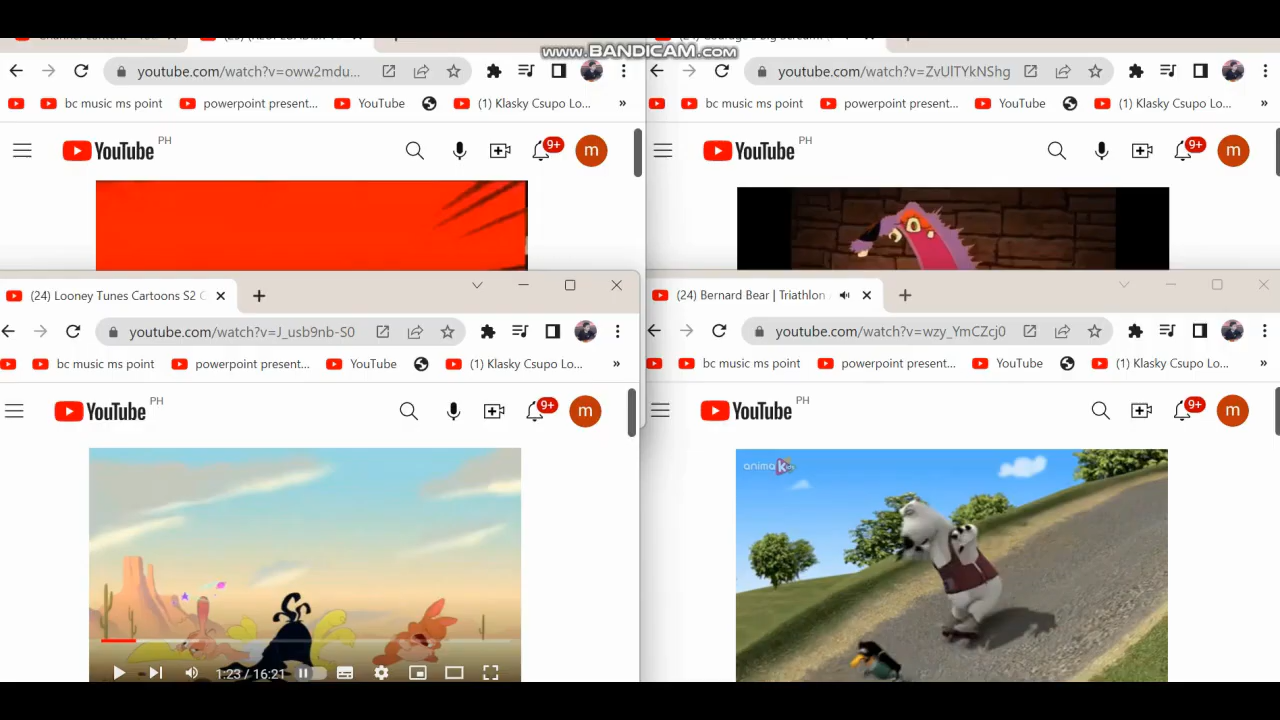 www.BANDICAM.com
youtube.com/watch?v=oww2mdu...
youtube.com/watch?v=ZvUlTYkNShg
bc music ms point
powerpoint present...
YouTube
(1) Klasky Csupo Lo...
»
bc music ms point
powerpoint present...
YouTube
(1) Klasky Csupo Lo...
»
YouTube PH
9+
m
YouTube PH
9+
m
(24) Looney Tunes Cartoons S2
(24) Bernard Bear | Triathlon
youtube.com/watch?v=J_usb9nb-S0
youtube.com/watch?v=wzy_YmCZcj0
bc music ms point
powerpoint present...
YouTube
(1) Klasky Csupo Lo...
»
bc music ms point
powerpoint present...
YouTube
(1) Klasky Csupo Lo...
»
YouTube PH
9+
m
YouTube PH
9+
m
anima kids
1:23 / 16:21